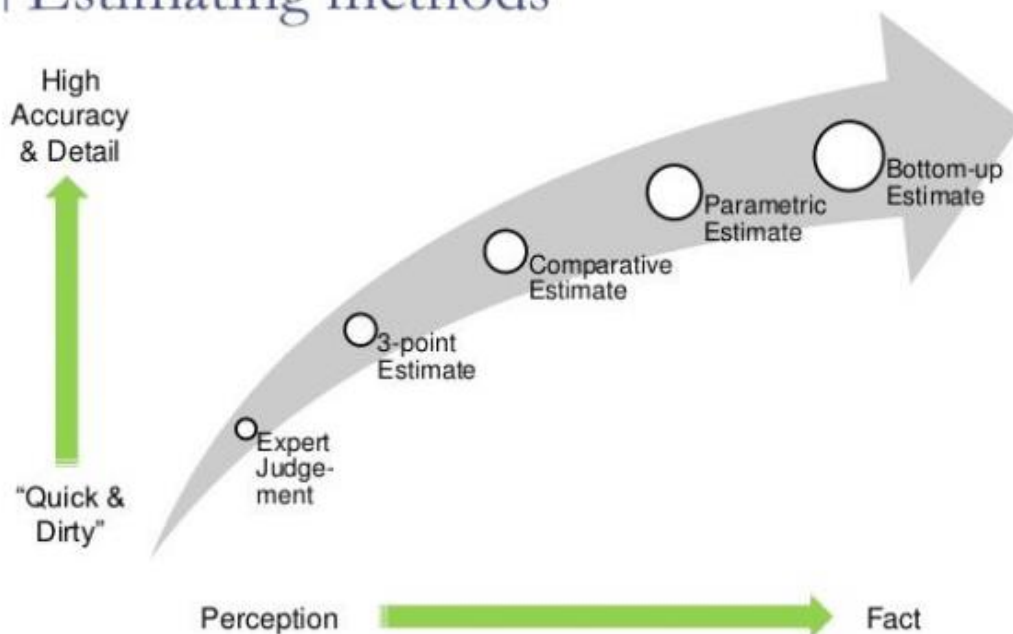 Estimating methods
High
Accuracy
& Detail
Bottom-up
Estimate
Parametric
Estimate
Comparative
Estimate
3-point
Estimate
Expert
Judge-
ment
“Quick &
Dirty”
Perception
Fact